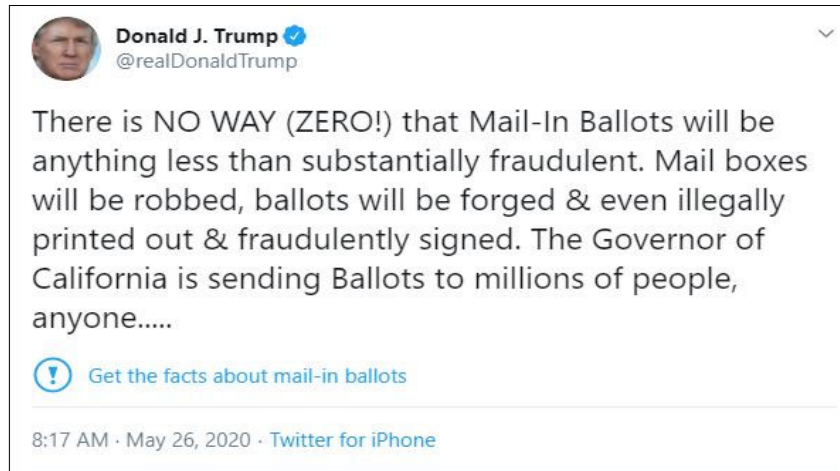 Donald J. Trump
@realDonaldTrump
There is NO WAY (ZERO!) that Mail-In Ballots will be
anything less than substantially fraudulent. Mail boxes
will be robbed, ballots will be forged & even illegally
printed out & fraudulently signed. The Governor of
California is sending Ballots to millions of people,
anyone.....
Get the facts about mail-in ballots
8:17 AM · May 26, 2020 · Twitter for iPhone